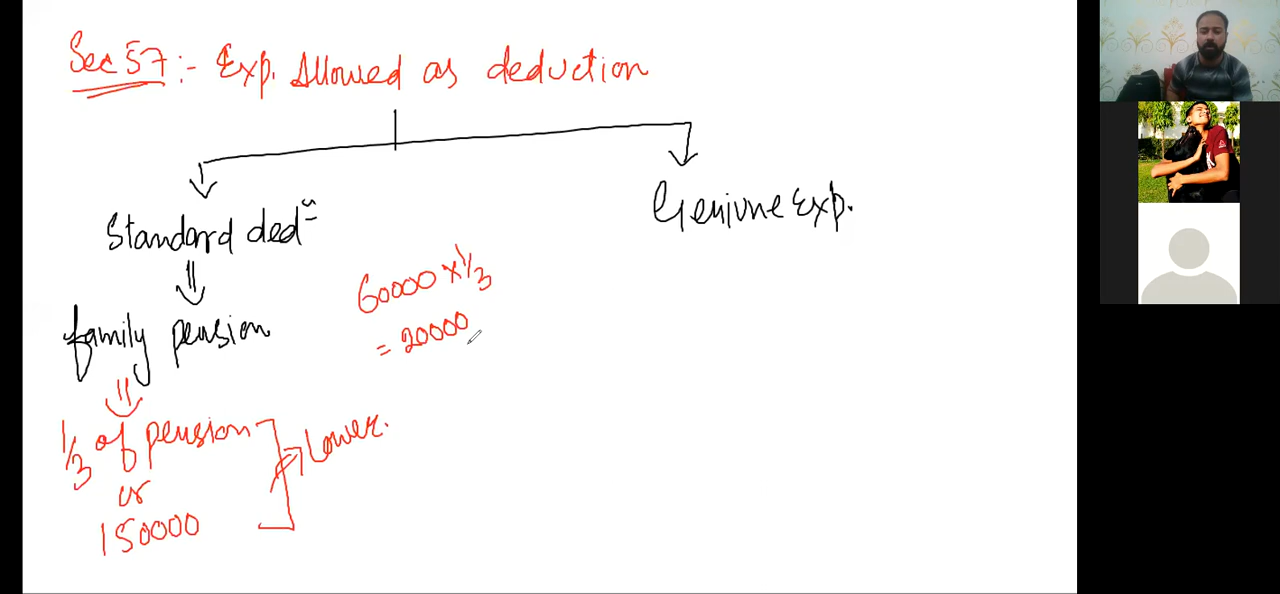 Sec 57:- Exp. Allowed as deduction
Standard dedⁿ
Geniune Exp.
family pension
60000 x 1/3
= 20000
1/3 of pension
or
150000
Lower.